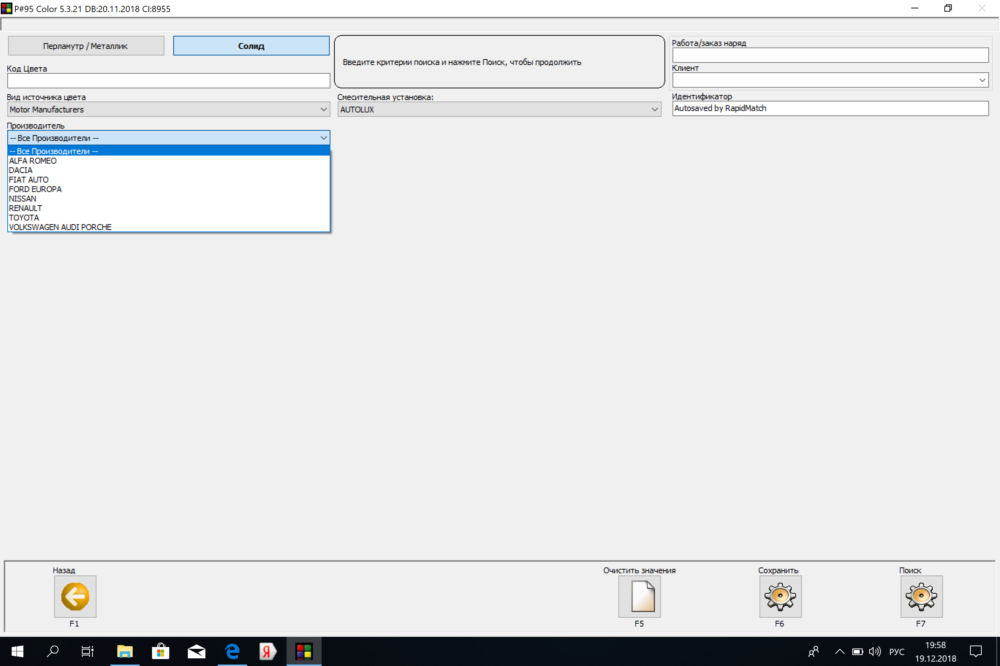 P#95 Color 5.3.21 DB:20.11.2018 CI:8955
Перламутр / Металлик
Солид
Введите критерии поиска и нажмите Поиск, чтобы продолжить
Работа/заказ наряд
Код Цвета
Клиент
Вид источника цвета
Motor Manufacturers
Смесительная установка:
AUTOLUX
Идентификатор
Autosaved by RapidMatch
Производитель
-- Все Производители --
-- Все Производители --
ALFA ROMEO
DACIA
FIAT AUTO
FORD EUROPA
NISSAN
RENAULT
TOYOTA
VOLKSWAGEN AUDI PORCHE
Назад
F1
Очистить значения
F5
Сохранить
F6
Поиск
F7
Я
РУС
19:58
19.12.2018